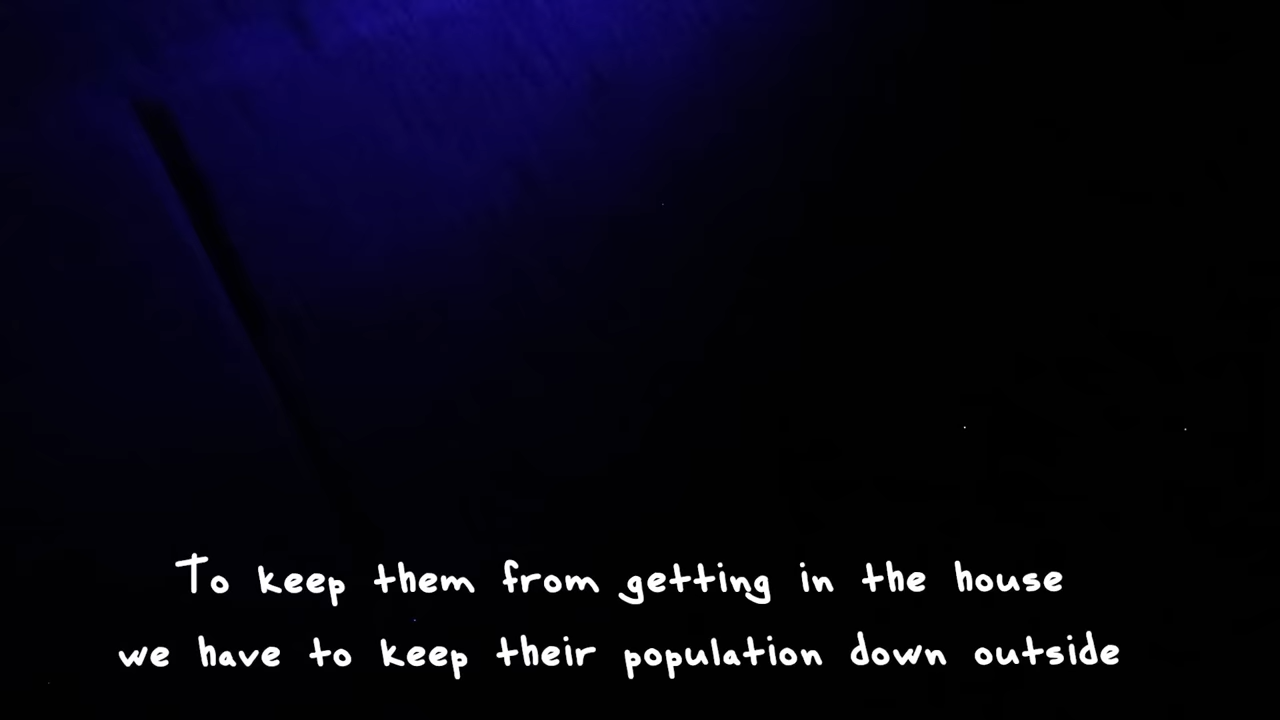 To keep them from getting in the house
we have to keep their population down outside